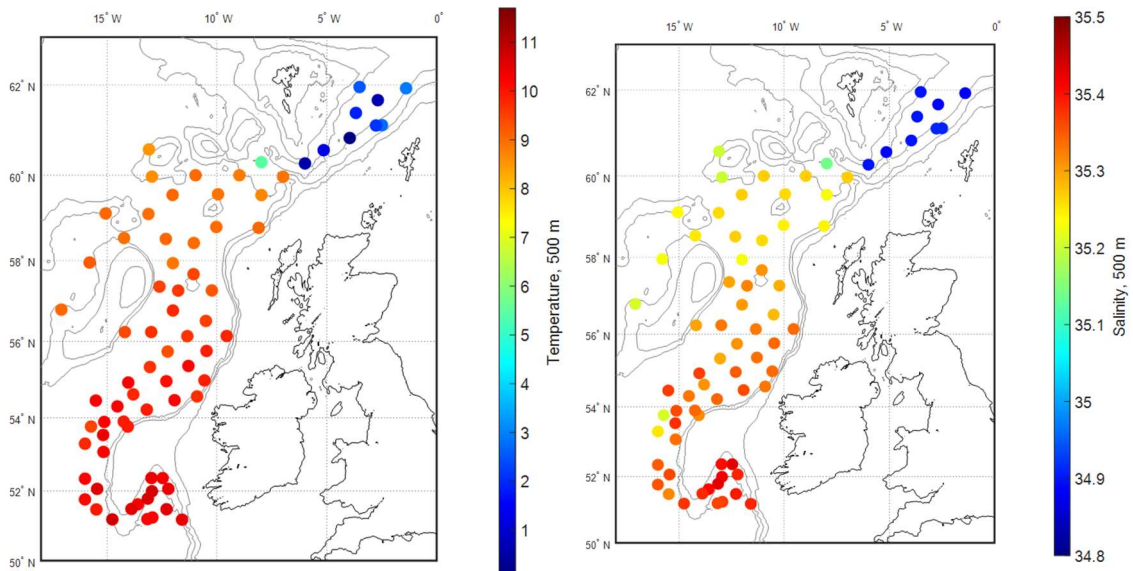 15° W
10° W
5° W
0°
62° N
60° N
58° N
56° N
54° N
52° N
50° N
11
10
9
8
7
6
5
4
3
2
1
Temperature, 500 m
15° W
10° W
5° W
0°
62° N
60° N
58° N
56° N
54° N
52° N
50° N
35.5
35.4
35.3
35.2
35.1
35
34.9
34.8
Salinity, 500 m